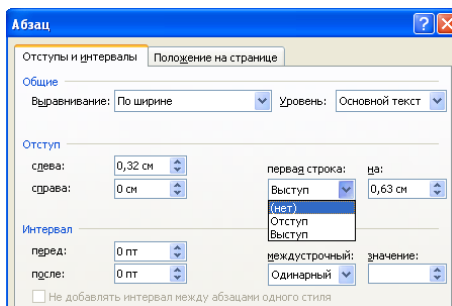 Абзац
Отступы и интервалы Положение на странице
Общие
Выравнивание: По ширине Уровень: Основной текст
Отступ
слева: 0,32 см первая строка: на:
справа: 0 см Выступ 0,63 см
(нет)
Отступ
Выступ
Интервал
перед: 0 пт междустрочный: значение:
после: 0 пт Одинарный
Не добавлять интервал между абзацами одного стиля